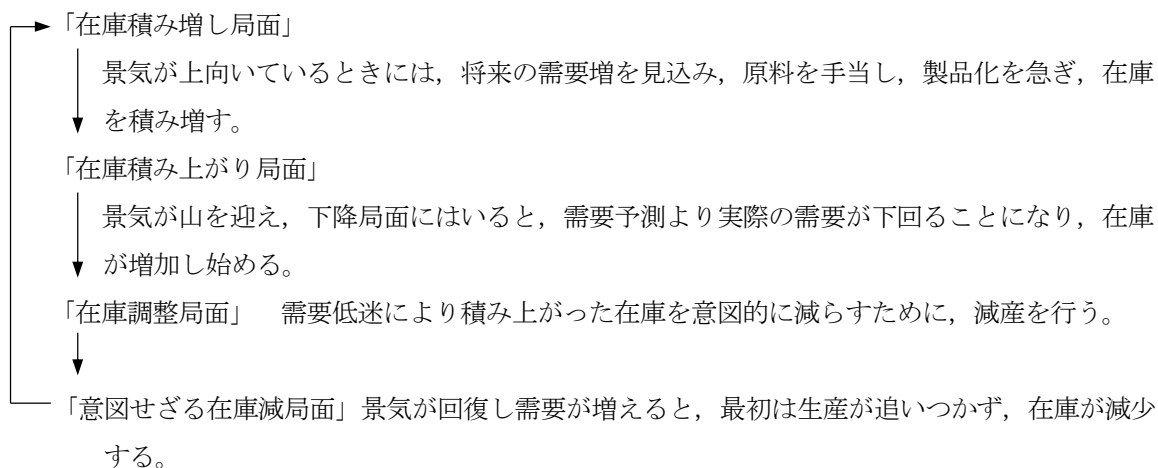 「在庫積み増し局面」
景気が上向いているときには，将来の需要増を見込み，原料を手当し，製品化を急ぎ，在庫
を積み増す。
「在庫積み上がり局面」
景気が山を迎え，下降局面にはいると，需要予測より実際の需要が下回ることになり，在庫
が増加し始める。
「在庫調整局面」　需要低迷により積み上がった在庫を意図的に減らすために，減産を行う。
「意図せざる在庫減局面」景気が回復し需要が増えると，最初は生産が追いつかず，在庫が減少
する。